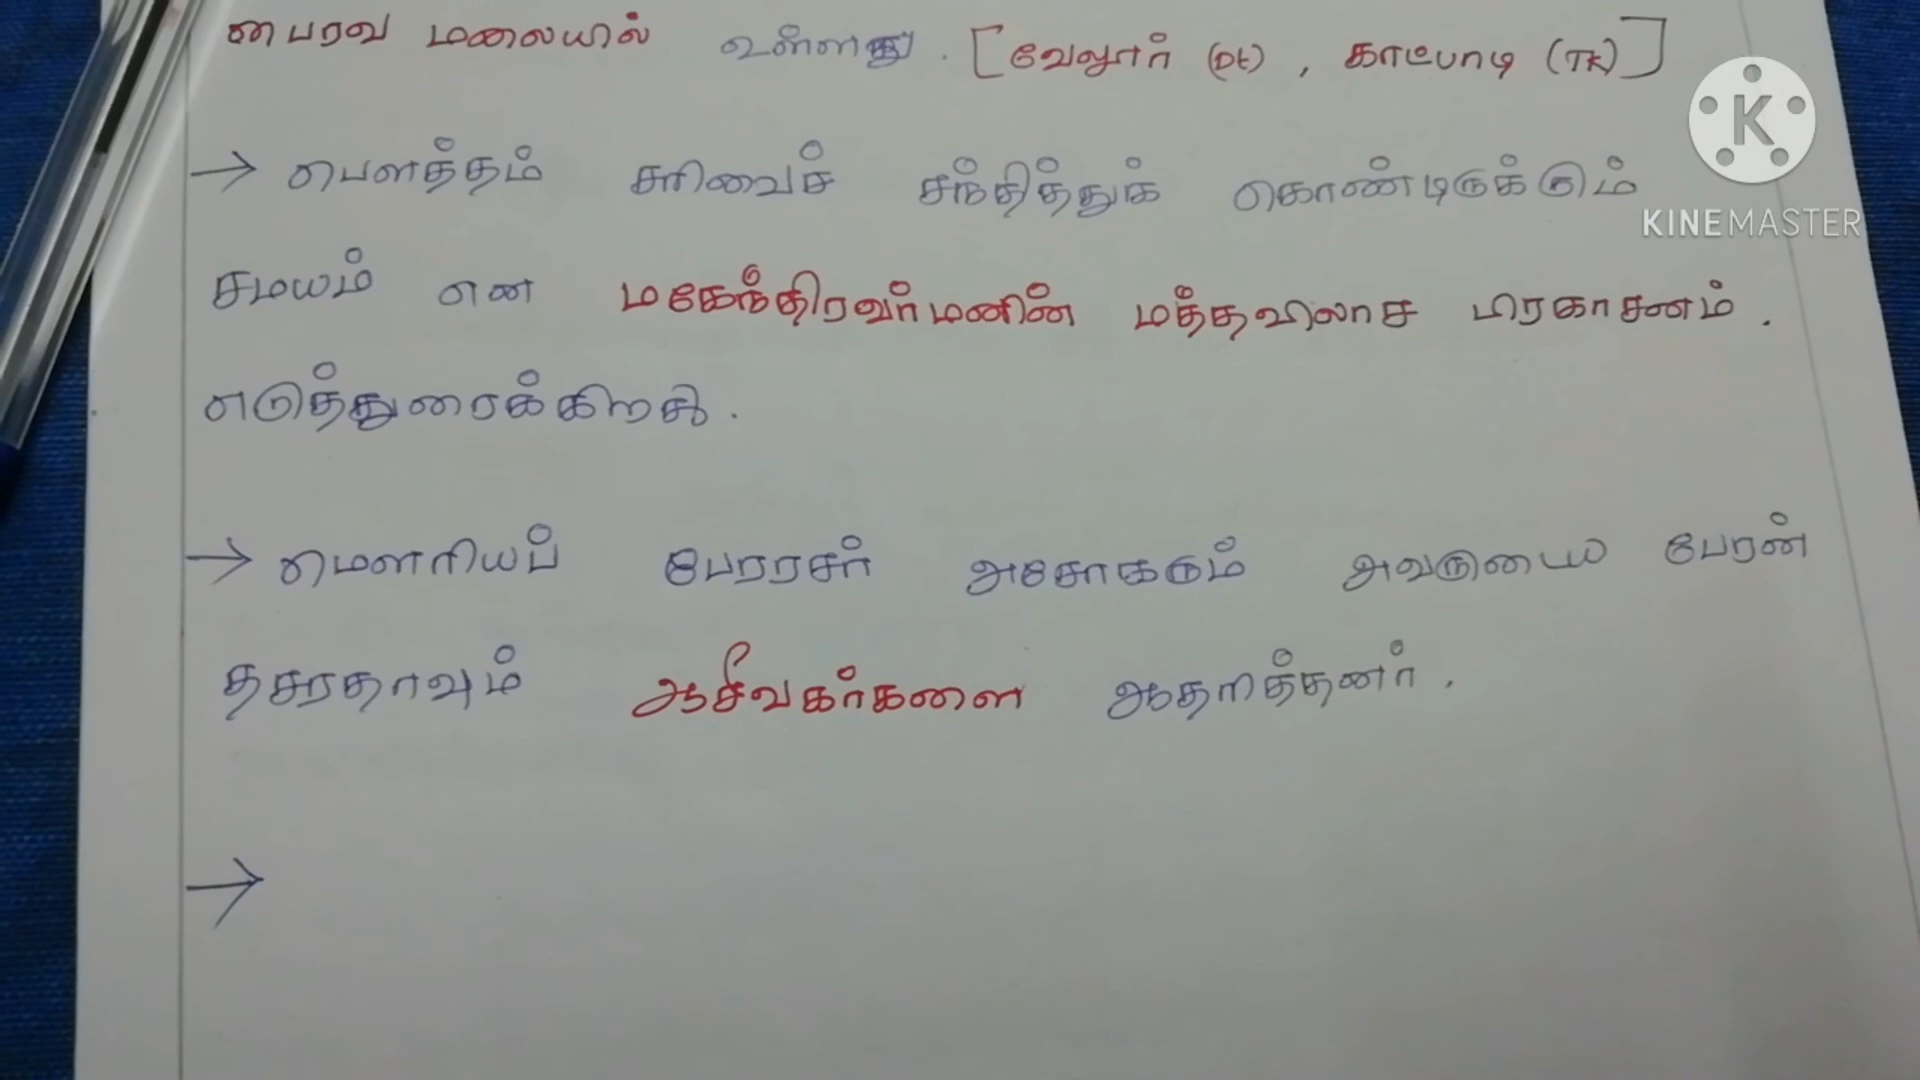 பைரவ மலையில் உள்ளது. [வேலூர் (Dt), காட்பாடி (TK)]
→ பௌத்தம் சரிவைச் சந்தித்துக் கொண்டிருக்கும்
சமயம் என மகேந்திரவர்மனின் மத்தவிலாச பிரகாசனம்.
எடுத்துரைக்கிறது.
→ மௌரியப் பேரரசர் அசோகரும் அவருடைய பேரன்
தசரதாவும் ஆசீவகர்களை ஆதரித்தனர்.
→
K
KINEMASTER